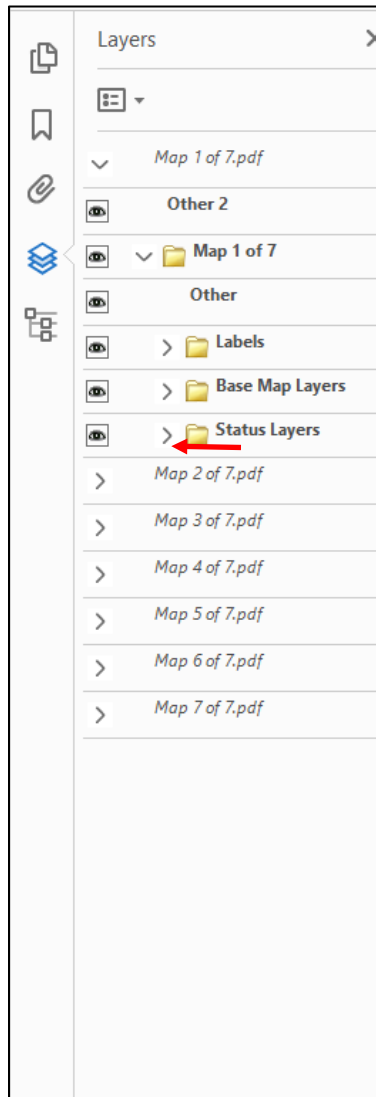 Layers
Map 1 of 7.pdf
Other 2
Map 1 of 7
Other
Labels
Base Map Layers
Status Layers
Map 2 of 7.pdf
Map 3 of 7.pdf
Map 4 of 7.pdf
Map 5 of 7.pdf
Map 6 of 7.pdf
Map 7 of 7.pdf